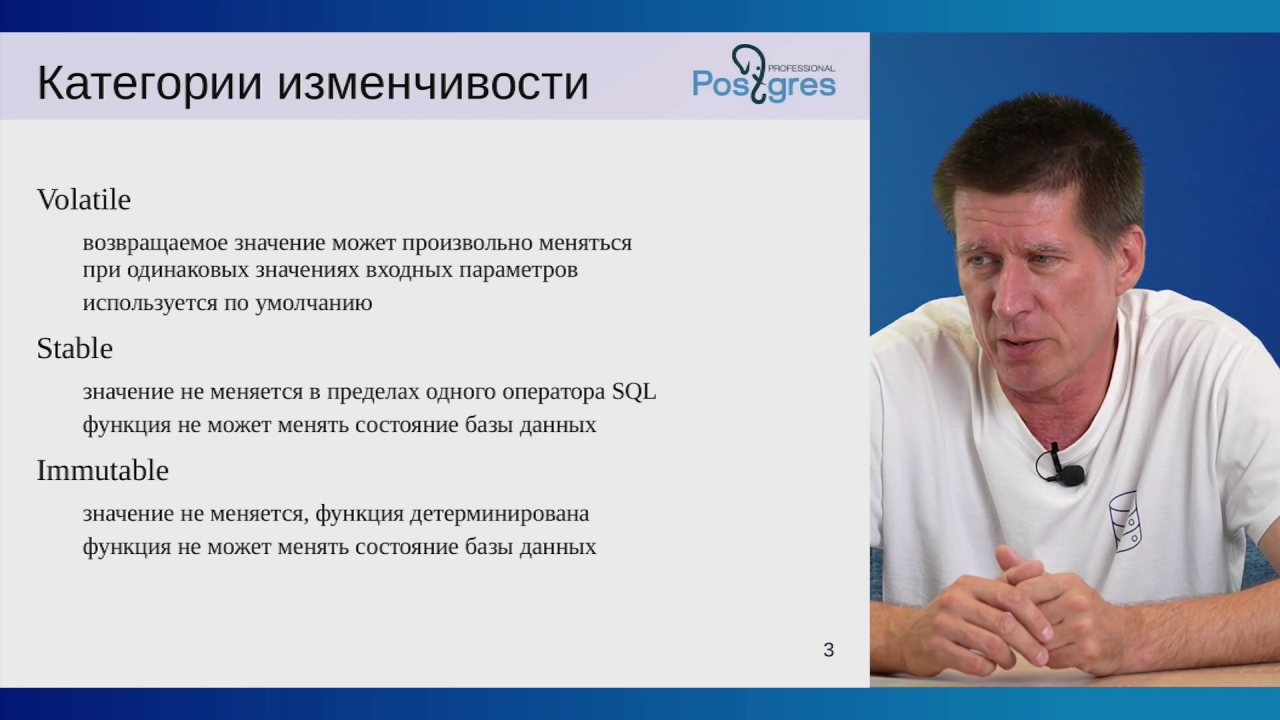 Категории изменчивости
PROFESSIONAL
Postgres
Volatile
возвращаемое значение может произвольно меняться
при одинаковых значениях входных параметров
используется по умолчанию
Stable
значение не меняется в пределах одного оператора SQL
функция не может менять состояние базы данных
Immutable
значение не меняется, функция детерминирована
функция не может менять состояние базы данных
3